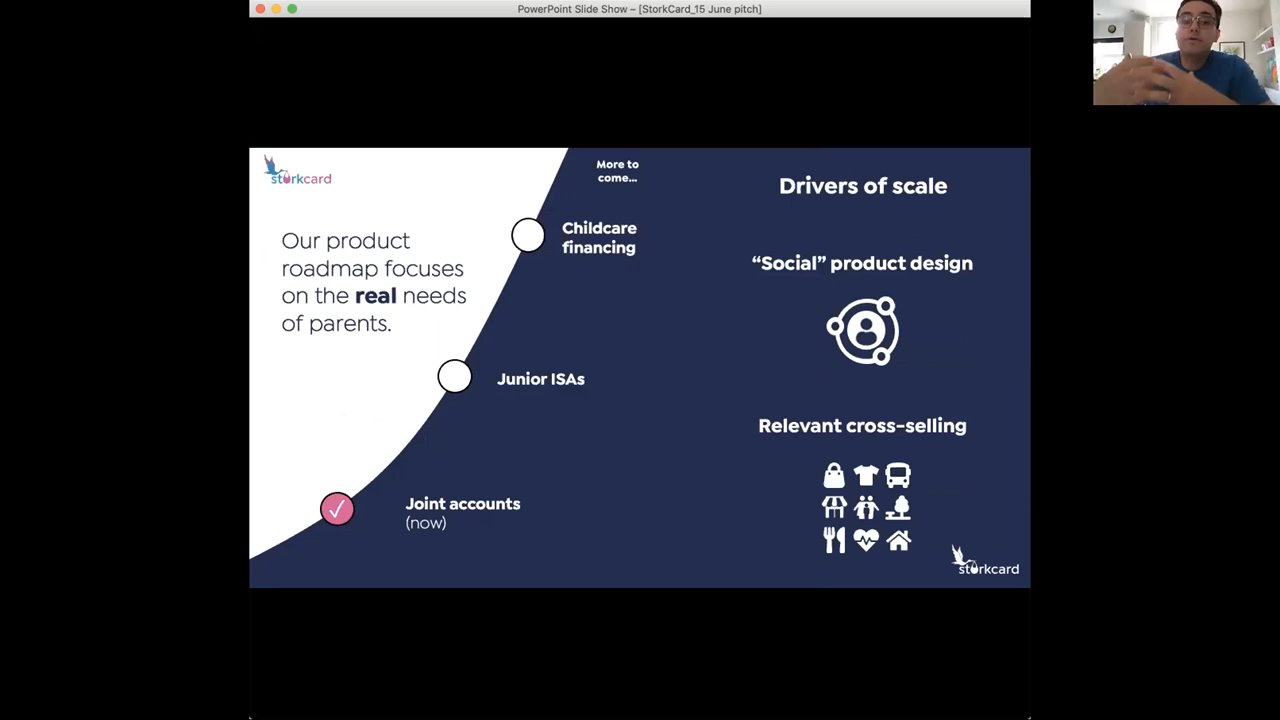 PowerPoint Slide Show – [StorkCard_15 June pitch]
storkcard
Our product
roadmap focuses
on the real needs
of parents.
More to
come...
Childcare
financing
Junior ISAs
Joint accounts
(now)
Drivers of scale
“Social” product design
Relevant cross-selling
storkcard